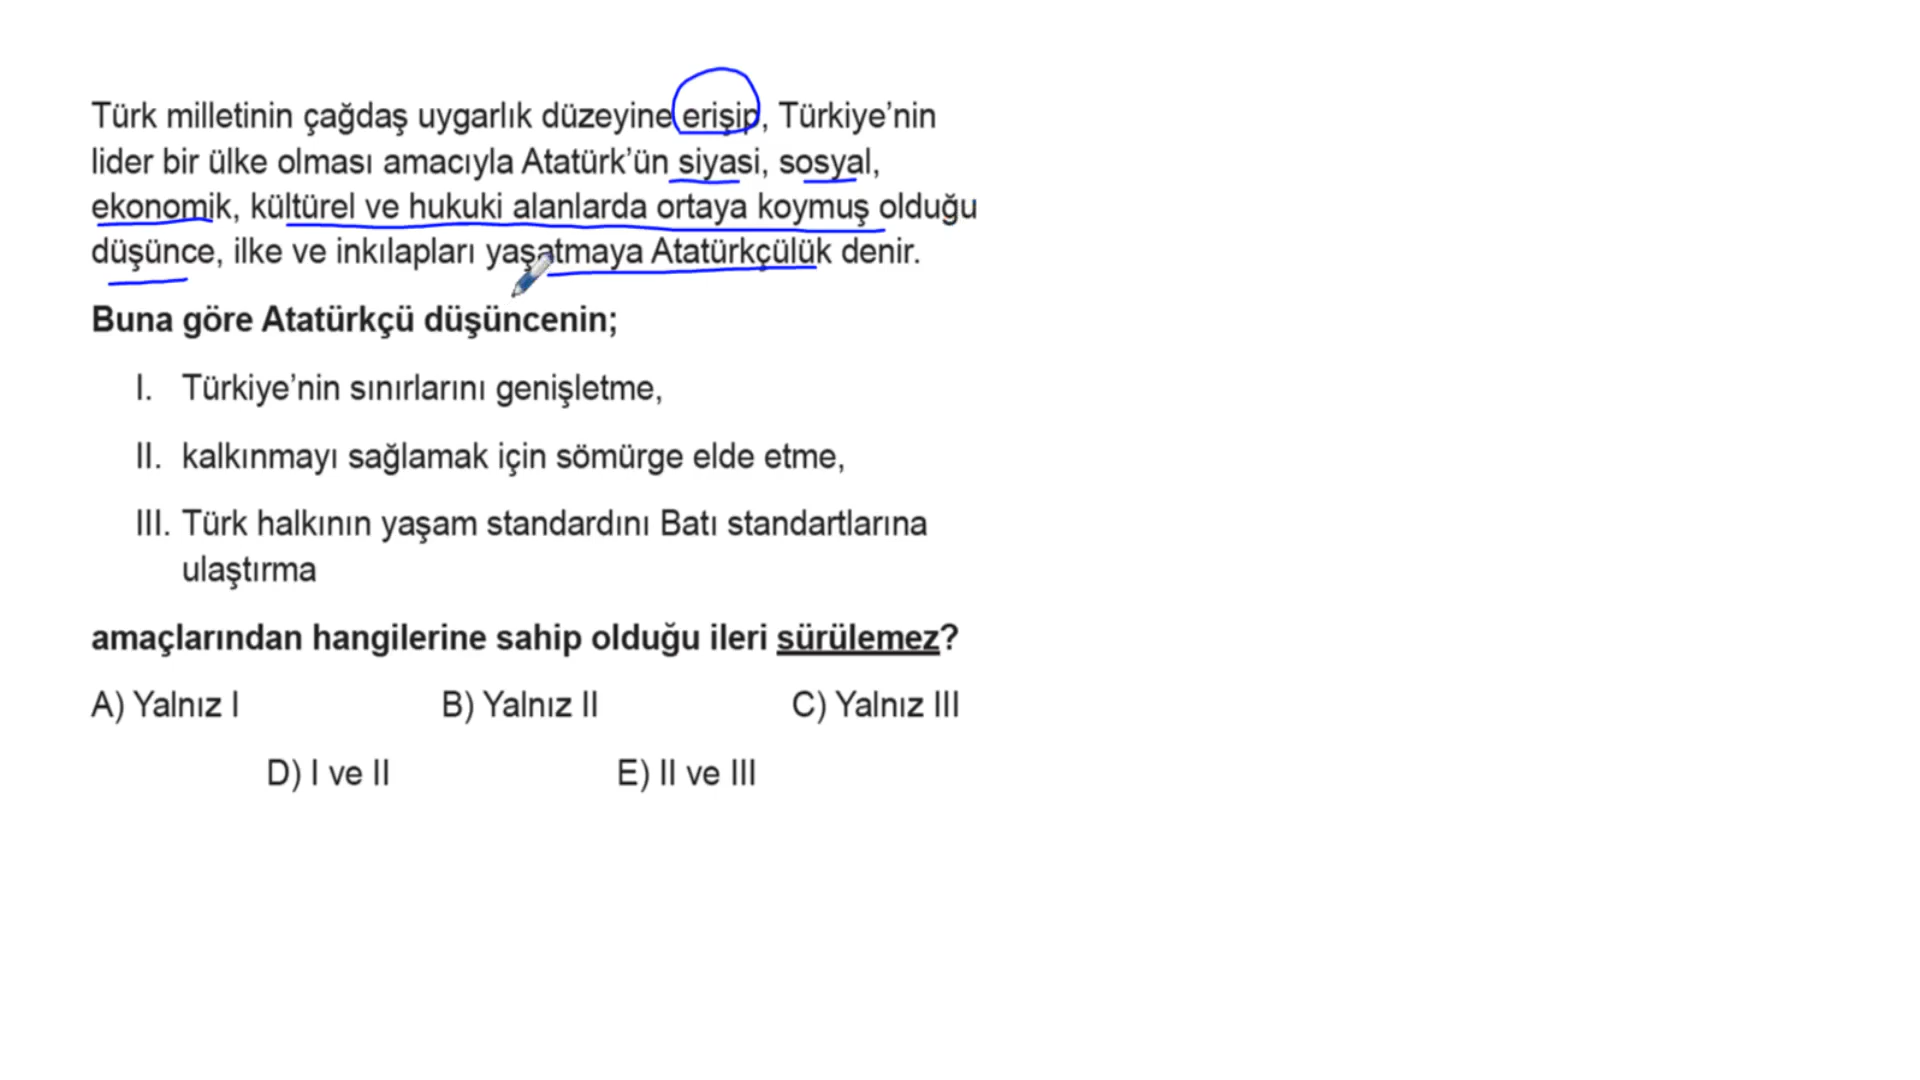 Türk milletinin çağdaş uygarlık düzeyine erişip, Türkiye’nin
lider bir ülke olması amacıyla Atatürk’ün siyasi, sosyal,
ekonomik, kültürel ve hukuki alanlarda ortaya koymuş olduğu
düşünce, ilke ve inkılapları yaşatmaya Atatürkçülük denir.
Buna göre Atatürkçü düşüncenin;
I. Türkiye’nin sınırlarını genişletme,
II. kalkınmayı sağlamak için sömürge elde etme,
III. Türk halkının yaşam standardını Batı standartlarına
ulaştırma
amaçlarından hangilerine sahip olduğu ileri sürülemez?
A) Yalnız I B) Yalnız II C) Yalnız III
D) I ve II E) II ve III